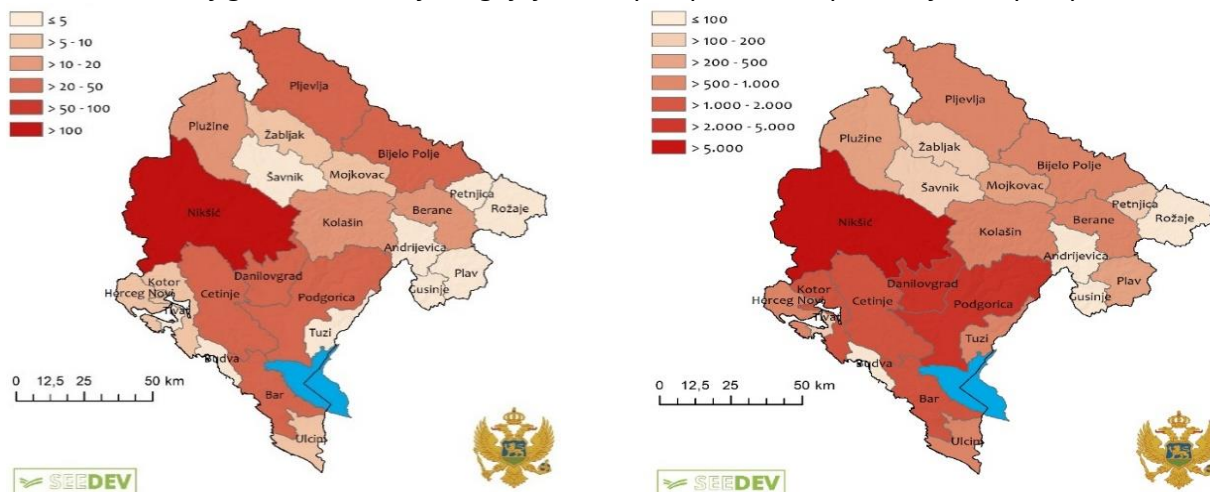 ≤ 5
> 5 - 10
> 10 - 20
> 20 - 50
> 50 - 100
> 100
Pljevlja
Plužine
Žabljak
Bijelo Polje
Šavnik
Mojkovac
Petnjica
Rožaje
Nikšić
Kolašin
Berane
Andrijevica
Plav
Gusinje
Danilovgrad
Kotor
Herceg Novi
Cetinje
Podgorica
Tivat
Tuzi
Budva
Bar
Ulcinj
0 12,5 25 50 km
SEEDEV
≤ 100
> 100 - 200
> 200 - 500
> 500 - 1.000
> 1.000 - 2.000
> 2.000 - 5.000
> 5.000
Pljevlja
Plužine
Žabljak
Bijelo Polje
Šavnik
Mojkovac
Petnjica
Rožaje
Nikšić
Kolašin
Berane
Andrijevica
Plav
Gusinje
Danilovgrad
Kotor
Herceg Novi
Cetinje
Podgorica
Tuzi
Budva
Bar
Ulcinj
0 12,5 25 50 km
SEEDEV